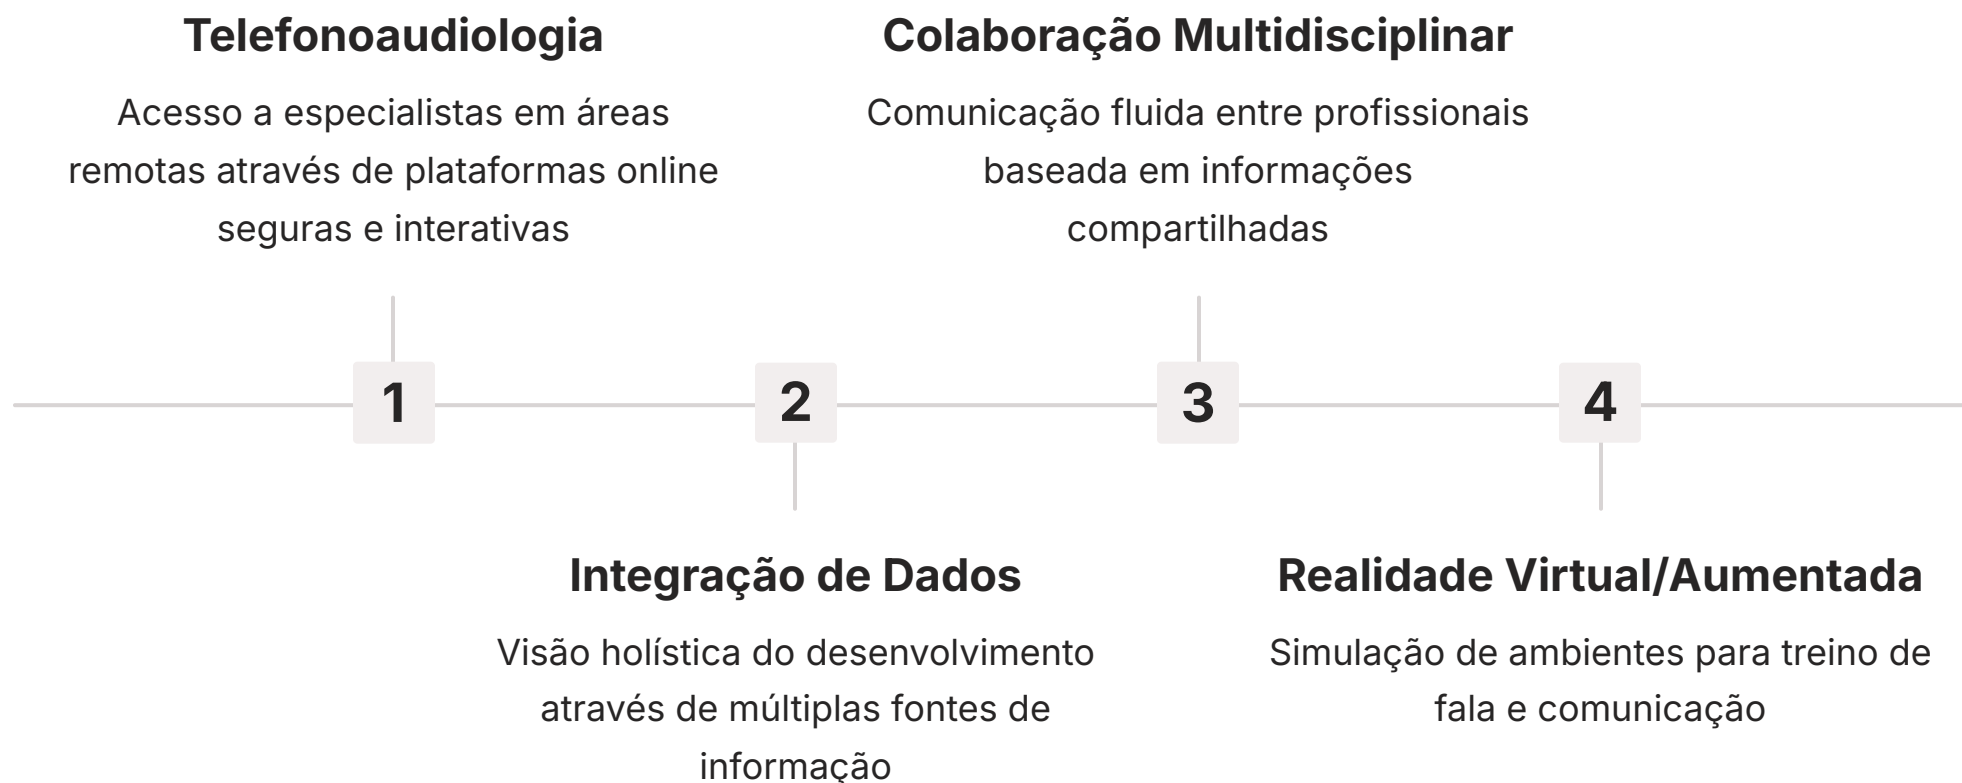 Telefonoaudiologia
Acesso a especialistas em áreas
remotas através de plataformas online
seguras e interativas
Colaboração Multidisciplinar
Comunicação fluida entre profissionais
baseada em informações
compartilhadas
1
2
3
4
Integração de Dados
Visão holística do desenvolvimento
através de múltiplas fontes de
informação
Realidade Virtual/Aumentada
Simulação de ambientes para treino de
fala e comunicação